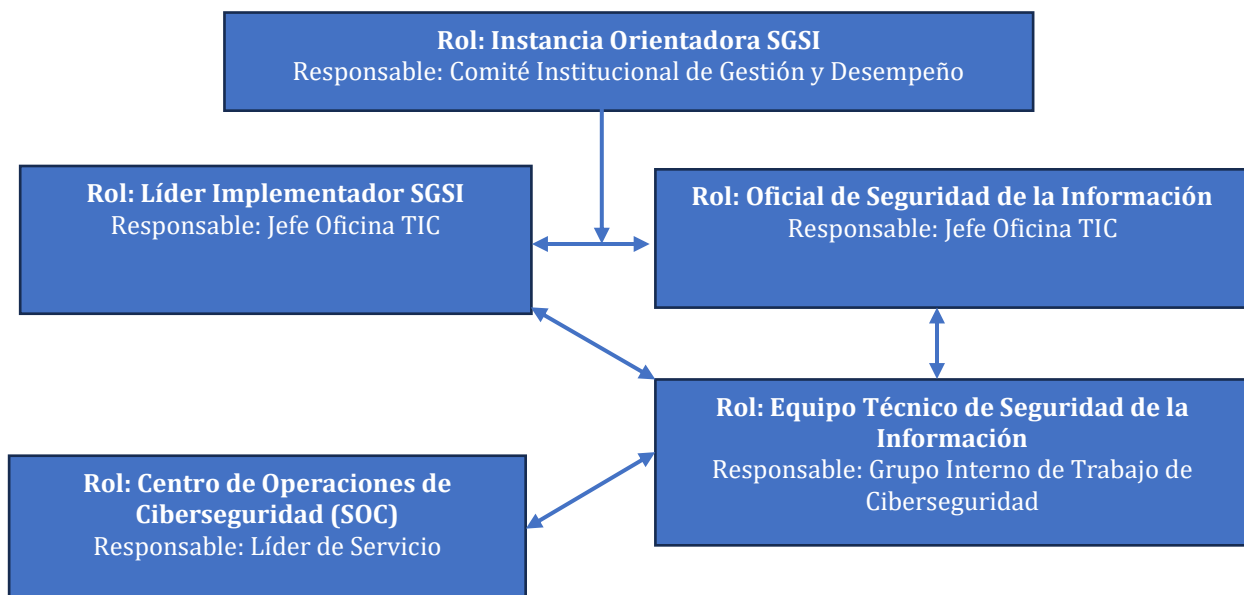 Rol: Instancia Orientadora SGSI
Responsable: Comité Institucional de Gestión y Desempeño
Rol: Líder Implementador SGSI
Responsable: Jefe Oficina TIC
Rol: Oficial de Seguridad de la Información
Responsable: Jefe Oficina TIC
Rol: Equipo Técnico de Seguridad de la
Información
Responsable: Grupo Interno de Trabajo de
Ciberseguridad
Rol: Centro de Operaciones de
Ciberseguridad (SOC)
Responsable: Líder de Servicio